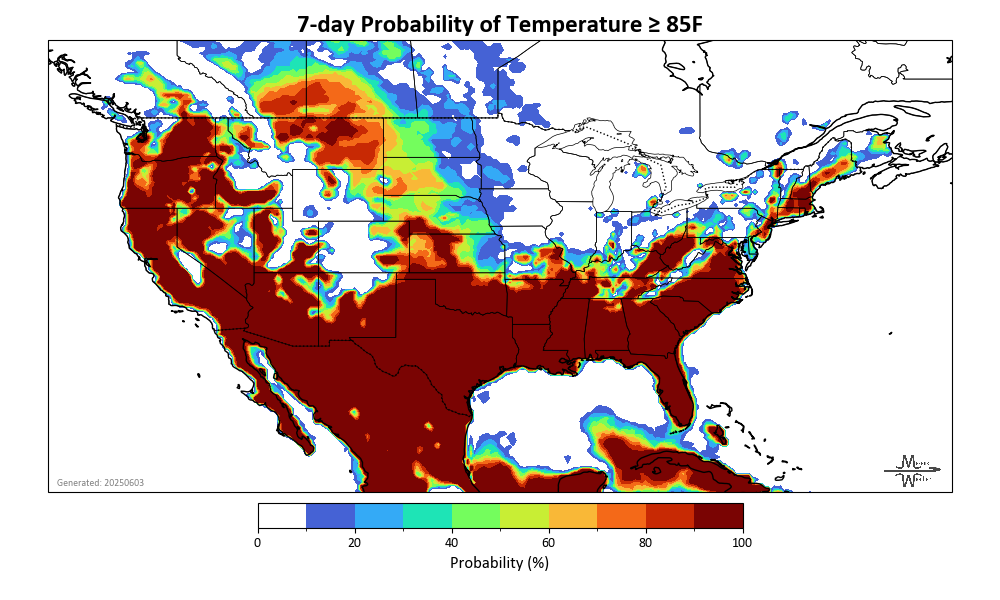 7-day Probability of Temperature ≥ 85F
Generated: 20250603
0 20 40 60 80 100
Probability (%)